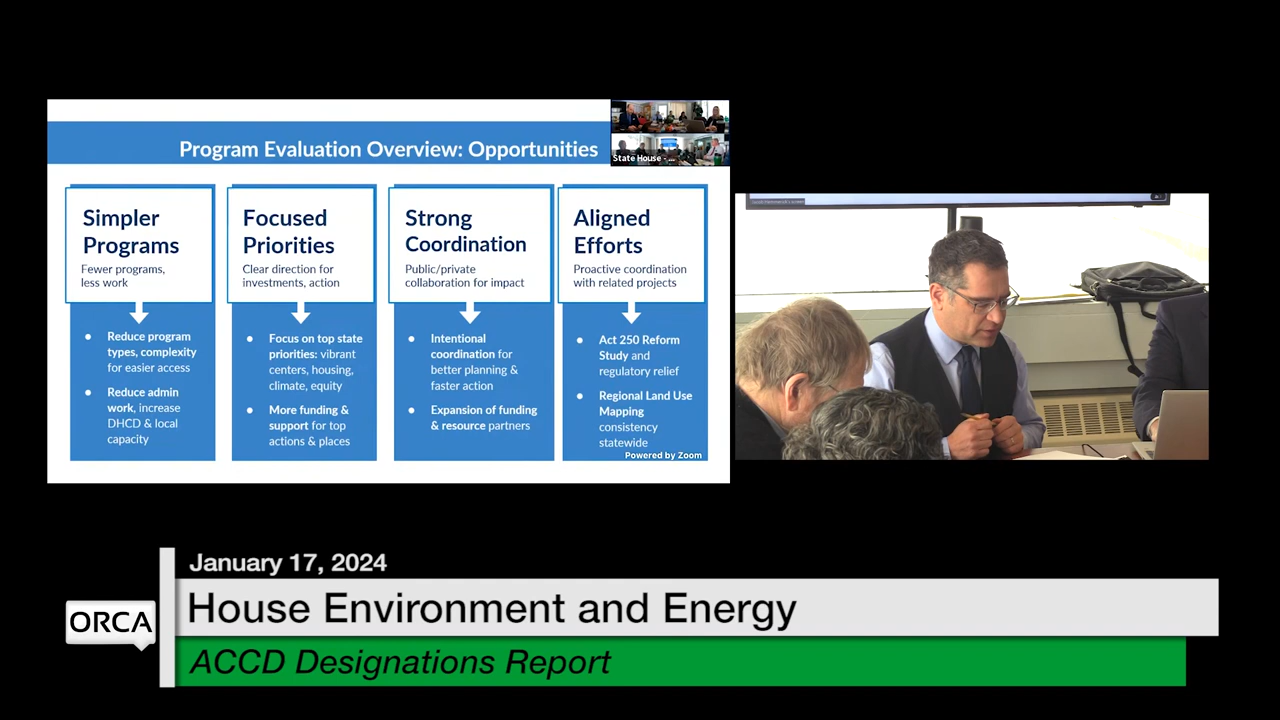 Program Evaluation Overview: Opportunities
State House - ...
Simpler
Programs
Fewer programs,
less work
Reduce program
types, complexity
for easier access
Reduce admin
work, increase
DHCD & local
capacity
Focused
Priorities
Clear direction for
investments, action
Focus on top state
priorities: vibrant
centers, housing,
climate, equity
More funding &
support for top
actions & places
Strong
Coordination
Public/private
collaboration for impact
Intentional
coordination for
better planning &
faster action
Expansion of funding
& resource partners
Aligned
Efforts
Proactive coordination
with related projects
Act 250 Reform
Study and
regulatory relief
Regional Land Use
Mapping
consistency
statewide
Powered by Zoom
January 17, 2024
ORCA
House Environment and Energy
ACCD Designations Report